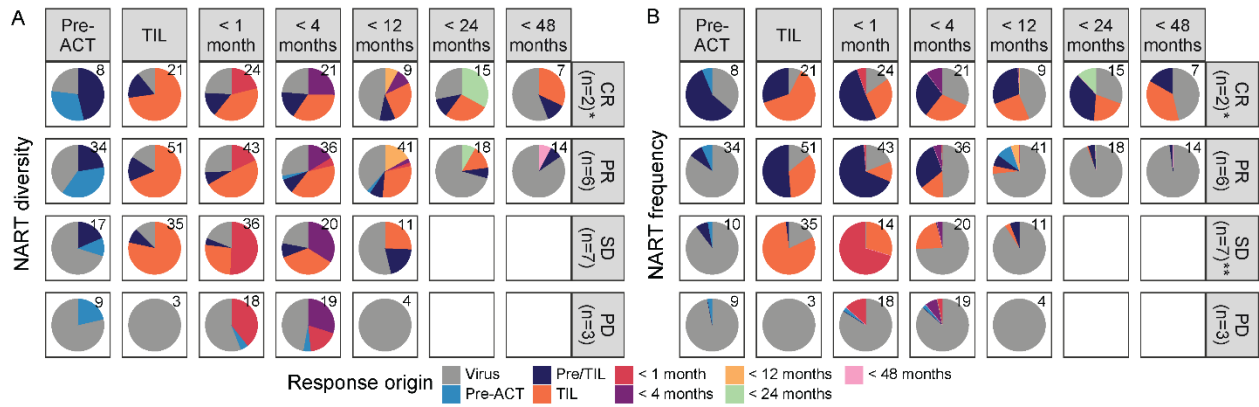 A
Pre-ACT
TIL
< 1 month
< 4 months
< 12 months
< 24 months
< 48 months
NART diversity
8
21
24
21
9
15
7
CR (n=2)*
34
51
43
36
41
18
14
PR (n=6)
17
35
36
20
11
SD (n=7)
9
3
18
19
4
PD (n=3)
B
Pre-ACT
TIL
< 1 month
< 4 months
< 12 months
< 24 months
< 48 months
NART frequency
8
21
24
21
9
15
7
CR (n=2)*
34
51
43
36
41
18
14
PR (n=6)
10
35
14
20
11
SD (n=7)**
9
3
18
19
4
PD (n=3)
Response origin
Virus
Pre/TIL
< 1 month
< 12 months
< 48 months
Pre-ACT
TIL
< 4 months
< 24 months